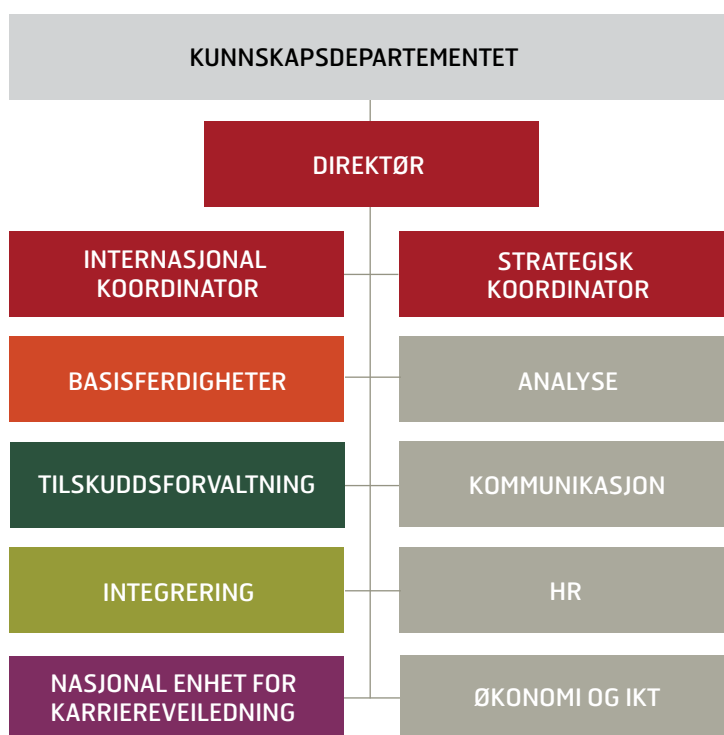 KUNNSKAPSDEPARTEMENTET
DIREKTØR
INTERNASJONAL
KOORDINATOR
STRATEGISK
KOORDINATOR
BASISFERDIGHETER
ANALYSE
TILSKUDDSFORVALTNING
KOMMUNIKASJON
INTEGRERING
HR
NASJONAL ENHET FOR
KARRIEREVEILEDNING
ØKONOMI OG IKT